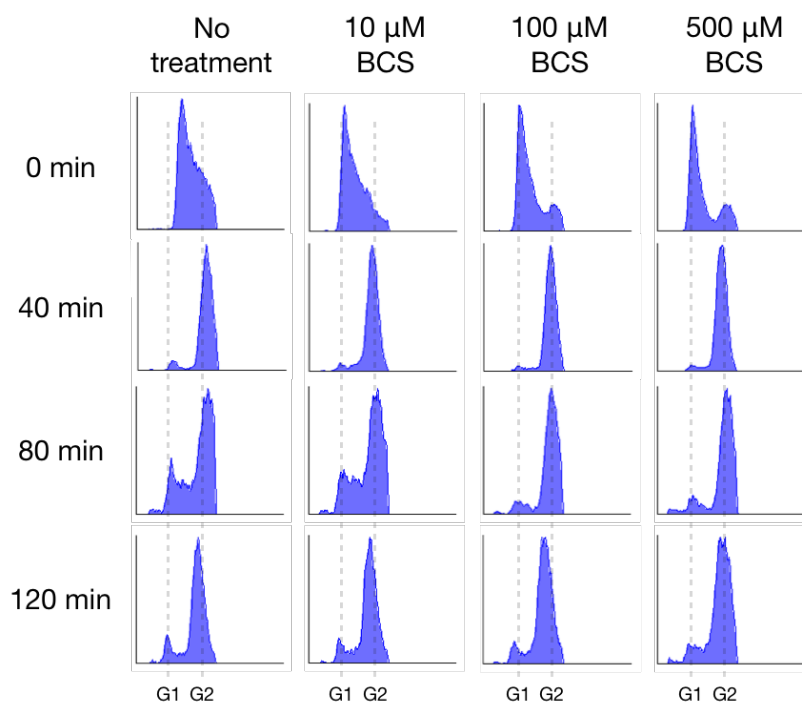 No treatment
10 µM BCS
100 µM BCS
500 µM BCS
0 min
40 min
80 min
120 min
G1 G2 G1 G2 G1 G2 G1 G2